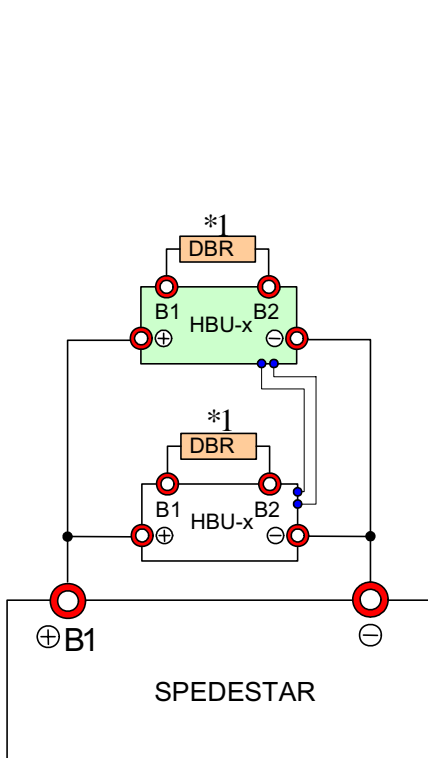 *1
DBR
B1 B2
HBU-x
⊕ ⊖
*1
DBR
B1 B2
HBU-x
⊕ ⊖
⊕B1 ⊖
SPEDESTAR